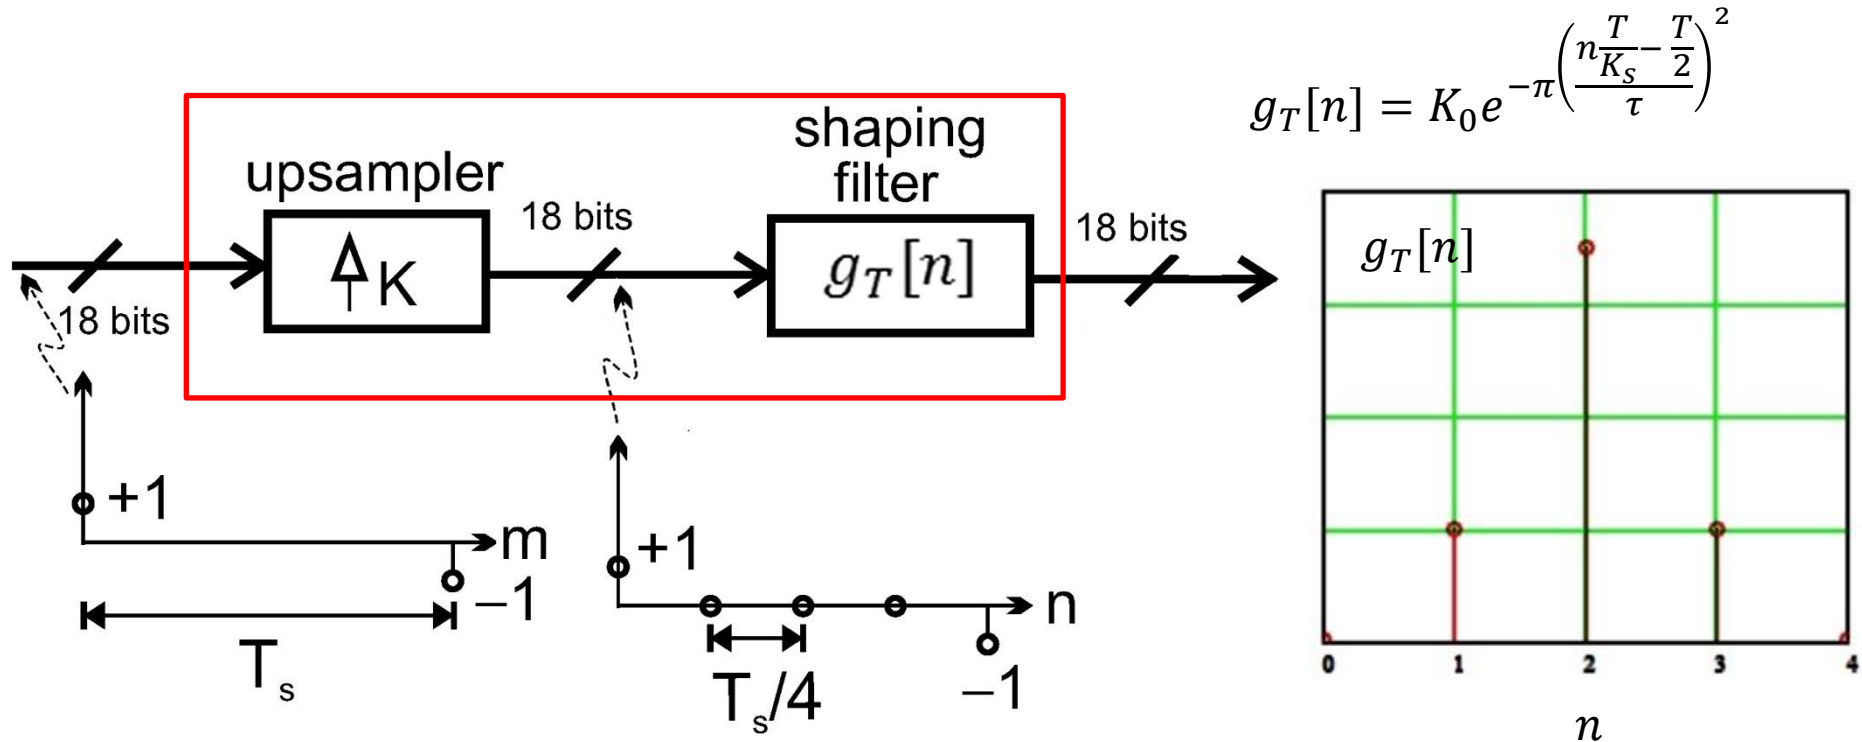 upsampler
18 bits
K
18 bits
shaping
filter
g_T[n]
18 bits
+1
m
−1
T_s
+1
n
T_s/4
−1
g_T[n] = K_0 e^{−π((n T/K_s − T/2)/τ)^2}
g_T[n]
0 1 2 3 4
n